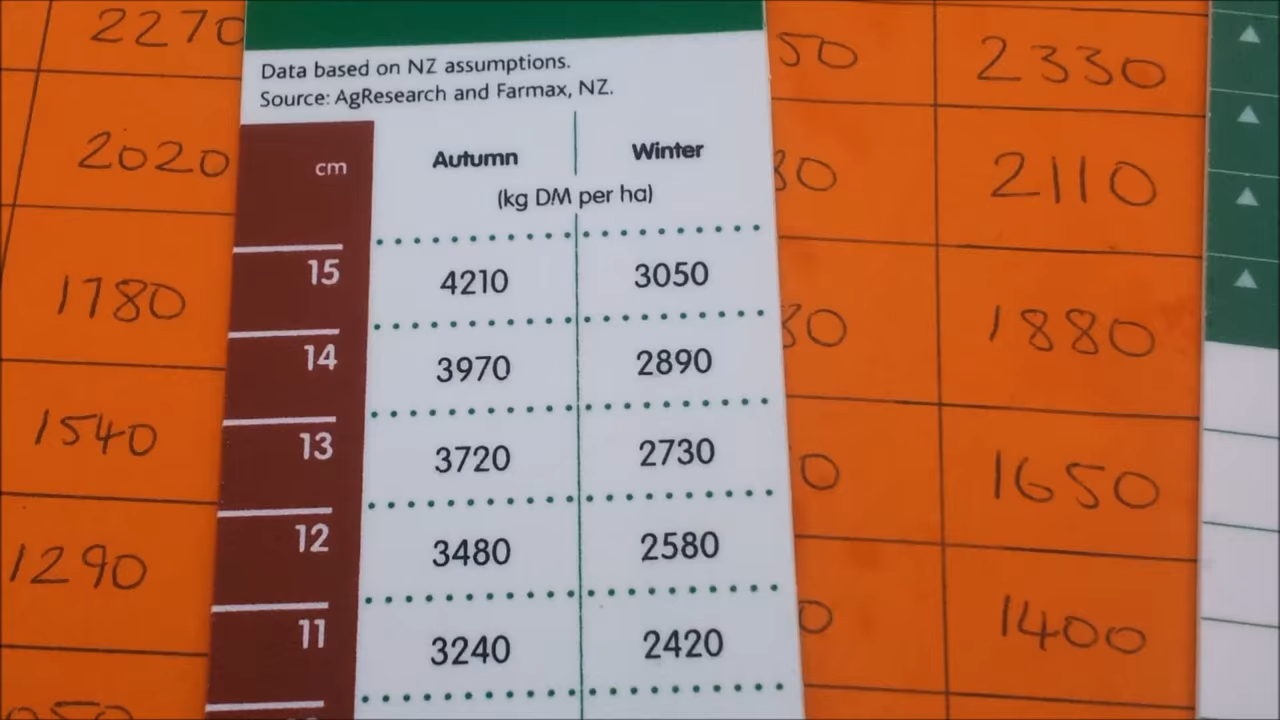 2270
2020
1780
1540
1290
Data based on NZ assumptions.
Source: AgResearch and Farmax, NZ.
cm Autumn Winter
(kg DM per ha)
15 4210 3050
14 3970 2890
13 3720 2730
12 3480 2580
11 3240 2420
2330
2110
1880
1650
1400